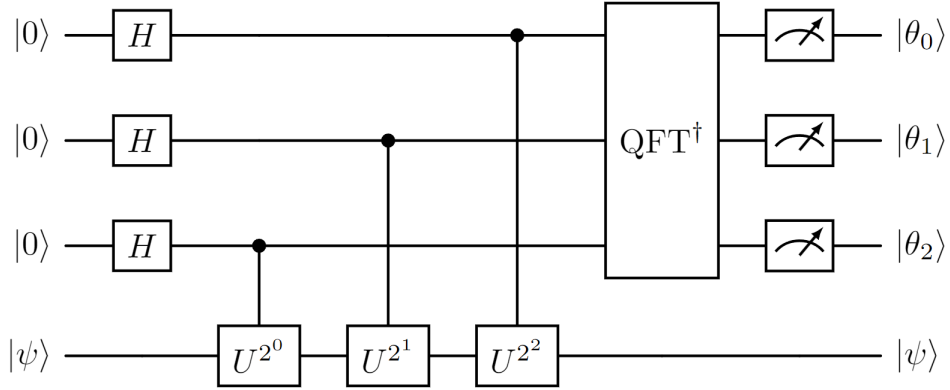 |0⟩ H |θ₀⟩
|0⟩ H QFT† |θ₁⟩
|0⟩ H |θ₂⟩
|ψ⟩ U^{2^0} U^{2^1} U^{2^2} |ψ⟩